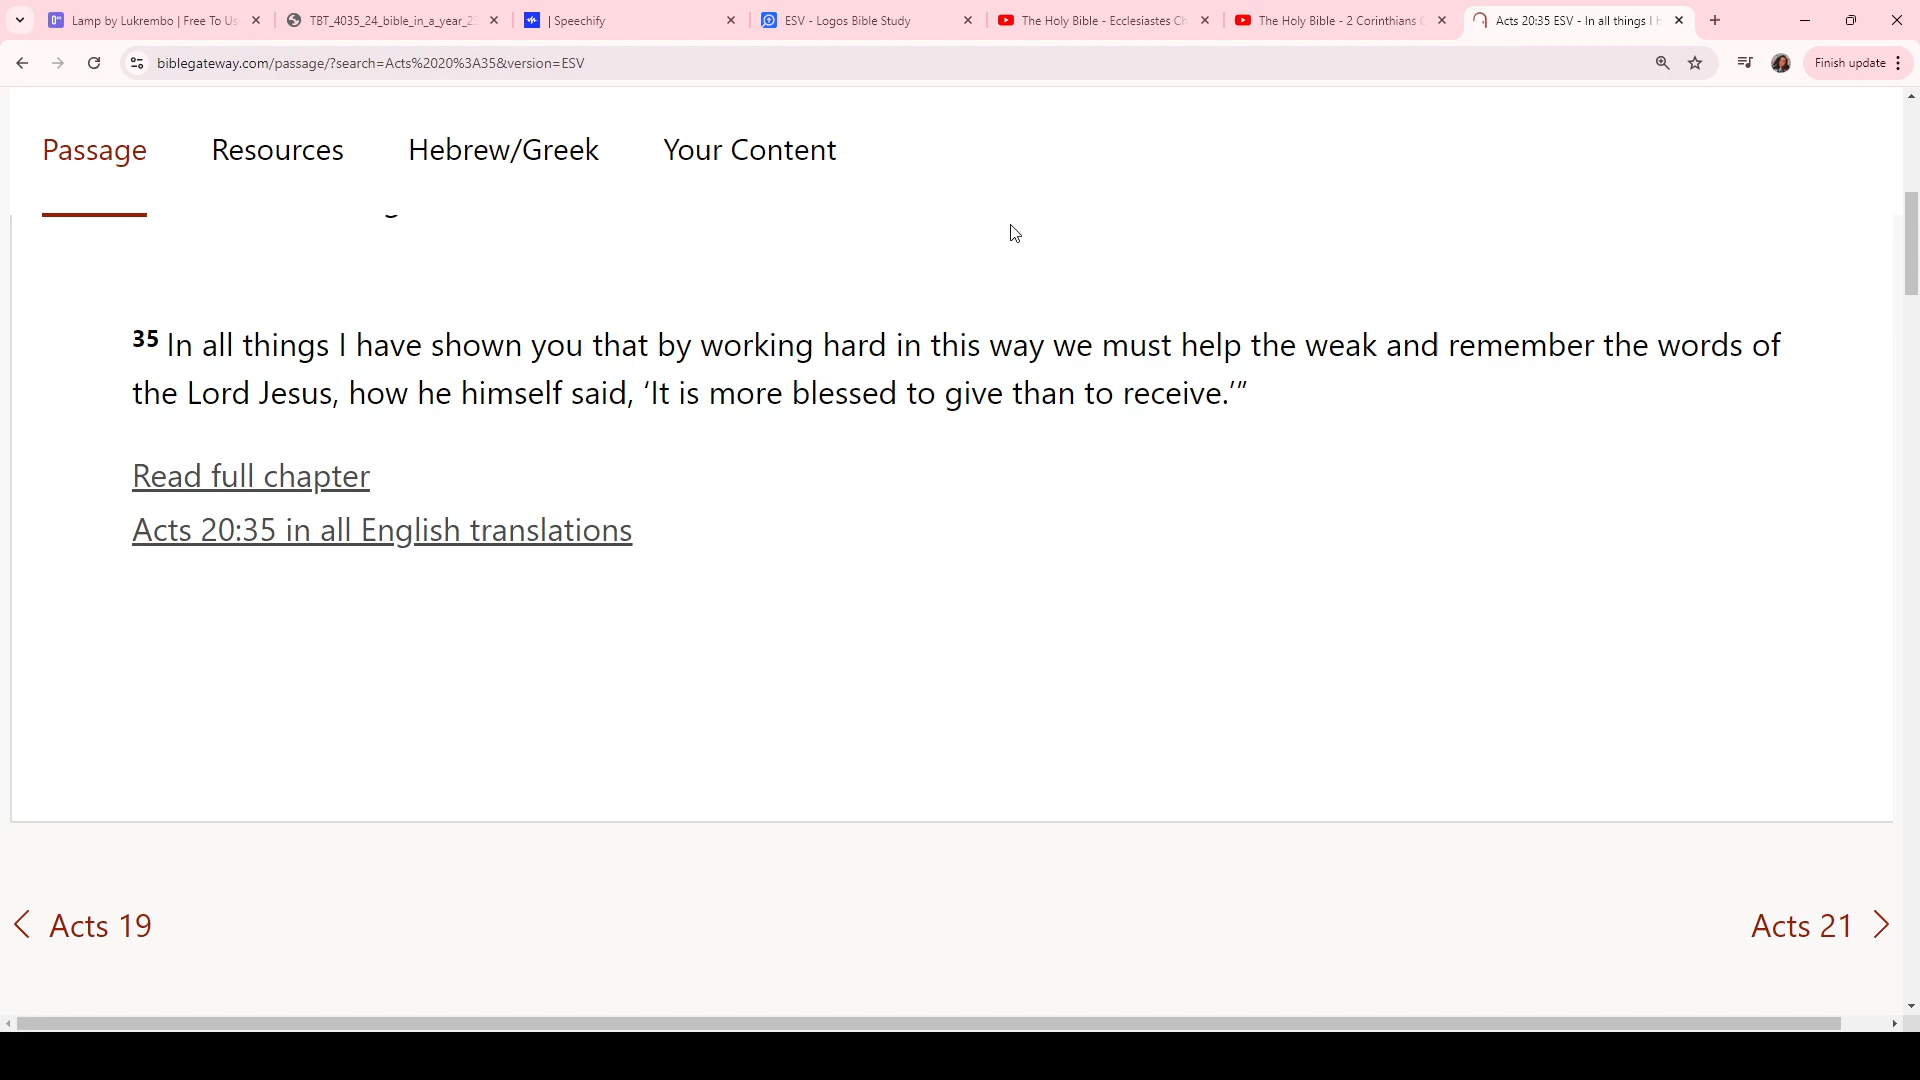 Lamp by Lukrembo | Free To Us
TBT_4035_24_bible_in_a_year_2
| Speechify
ESV - Logos Bible Study
The Holy Bible - Ecclesiastes Ch
The Holy Bible - 2 Corinthians C
Acts 20:35 ESV - In all things I h
biblegateway.com/passage/?search=Acts%2020%3A35&version=ESV
Finish update
Passage
Resources
Hebrew/Greek
Your Content
35 In all things I have shown you that by working hard in this way we must help the weak and remember the words of
the Lord Jesus, how he himself said, ‘It is more blessed to give than to receive.’”
Read full chapter
Acts 20:35 in all English translations
Acts 19
Acts 21